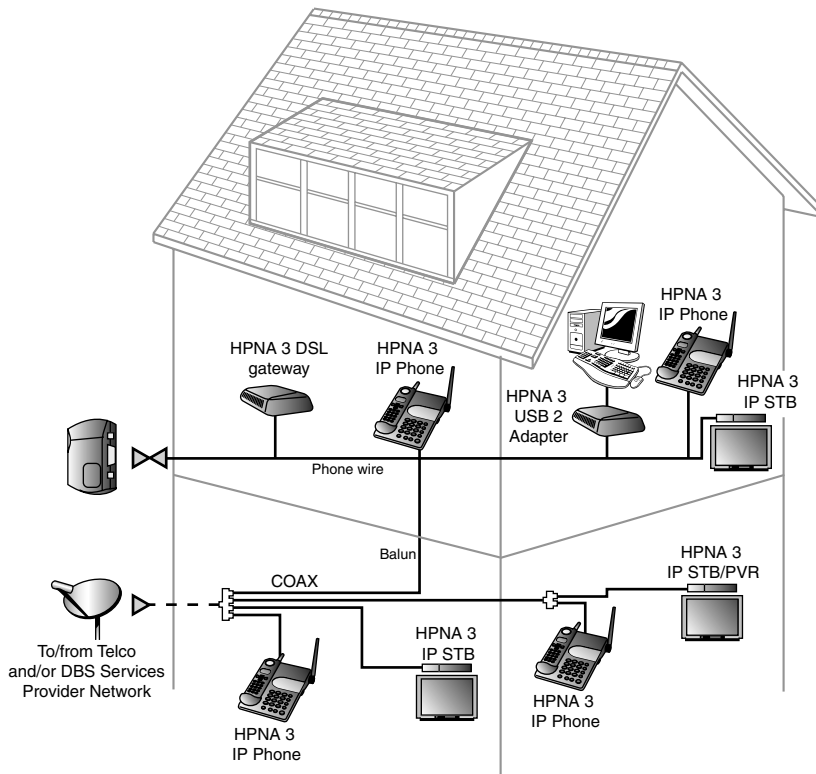 HPNA 3
IP Phone
HPNA 3 DSL
gateway
HPNA 3
IP Phone
HPNA 3
USB 2
Adapter
HPNA 3
IP STB
Phone wire
Balun
COAX
HPNA 3
IP STB/PVR
To/from Telco
and/or DBS Services
Provider Network
HPNA 3
IP STB
HPNA 3
IP Phone
HPNA 3
IP Phone